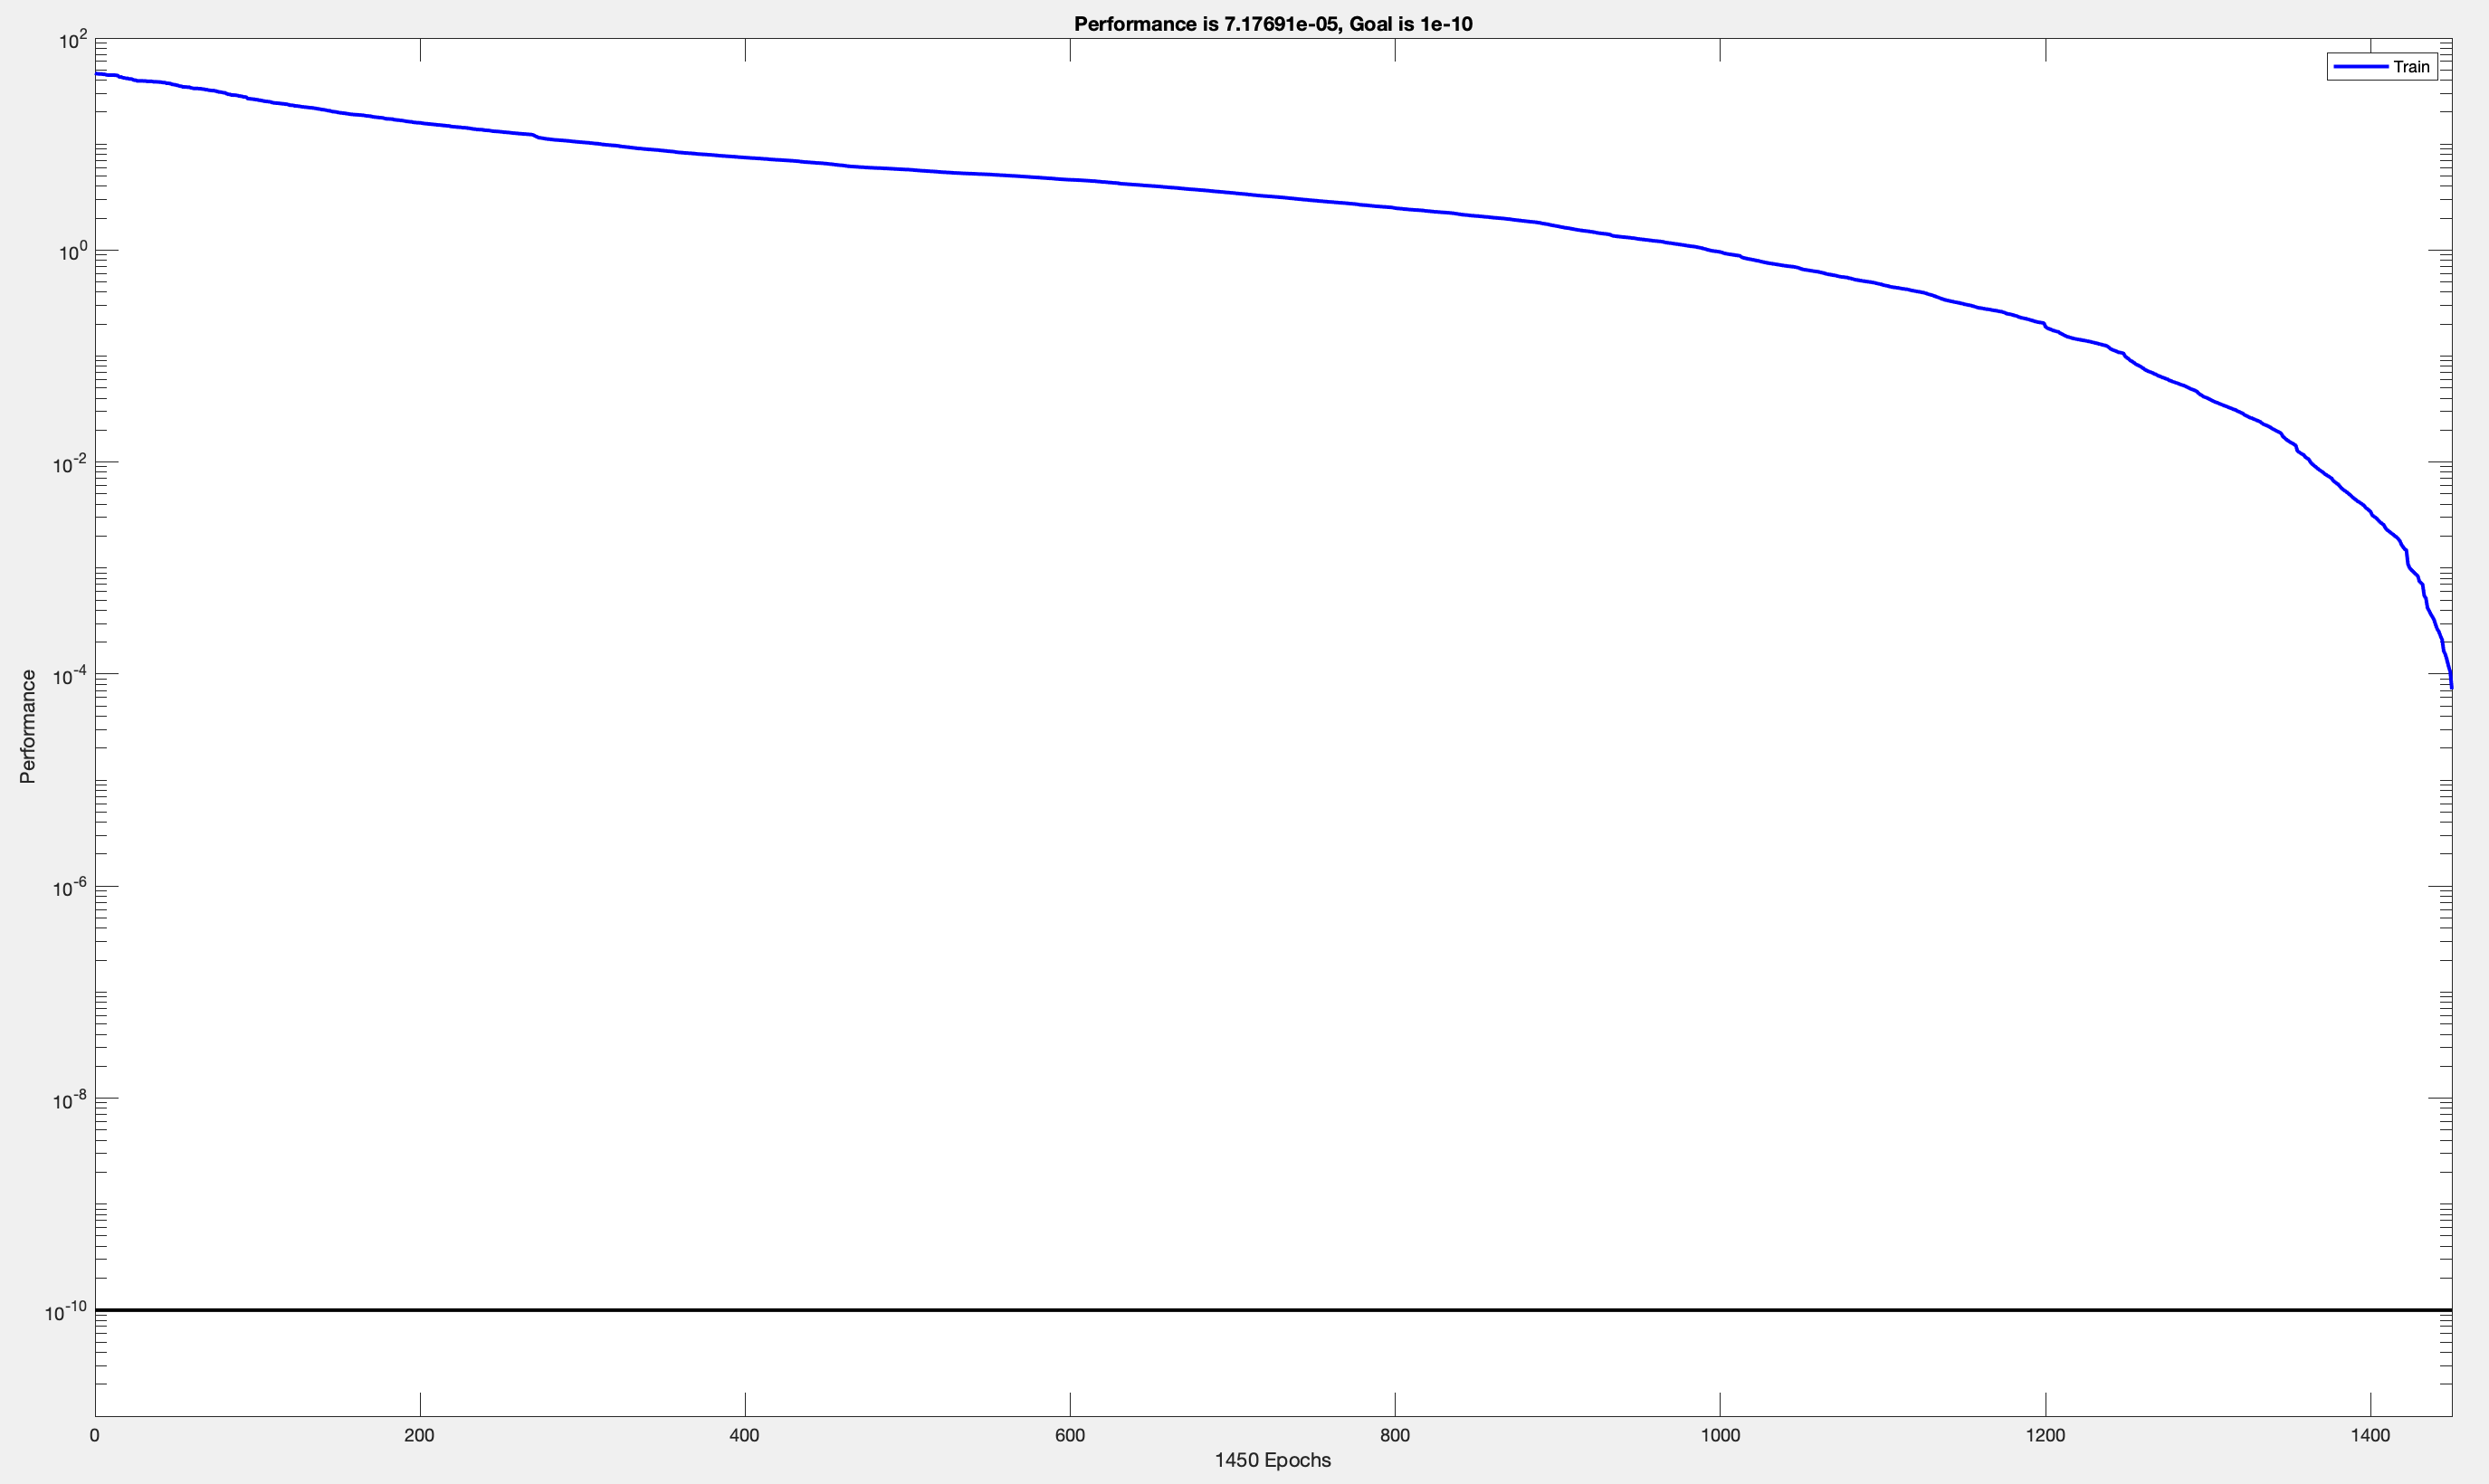 Performance is 7.17691e-05, Goal is 1e-10
Train
Performance
10^2
10^0
10^-2
10^-4
10^-6
10^-8
10^-10
0 200 400 600 800 1000 1200 1400
1450 Epochs